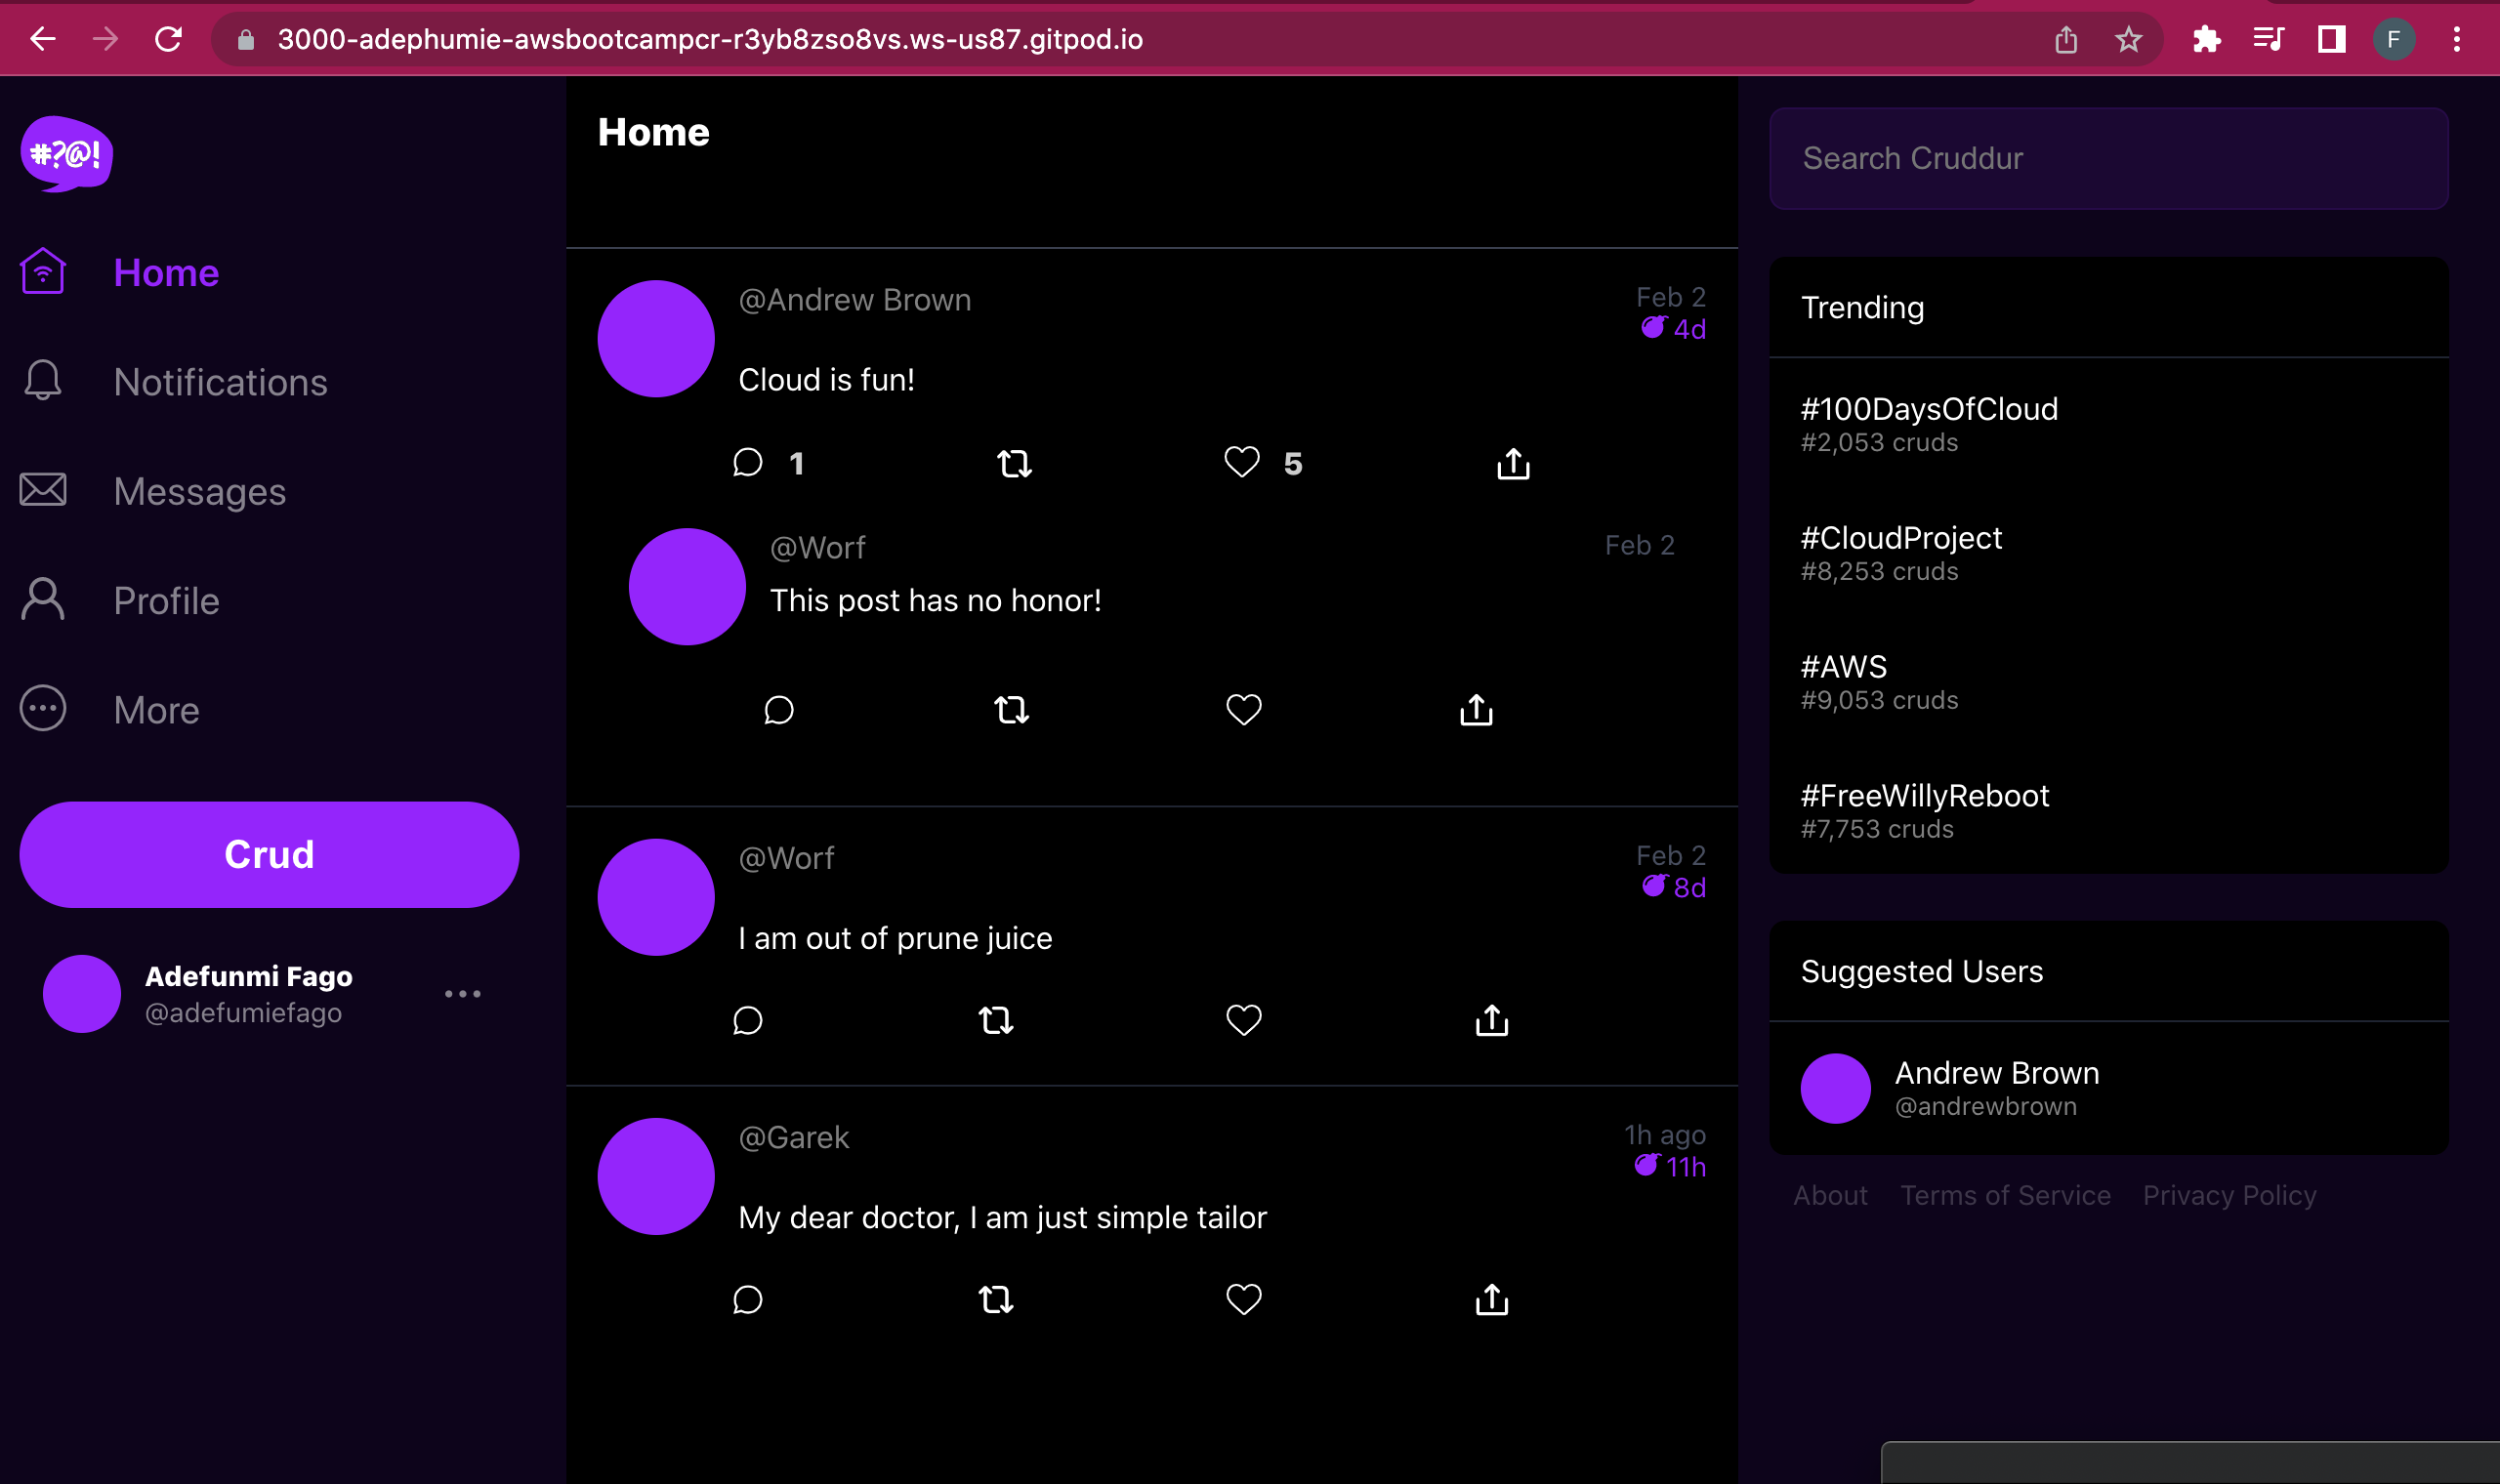 3000-adephumie-awsbootcampcr-r3yb8zso8vs.ws-us87.gitpod.io
F
#?@!
Home
Notifications
Messages
Profile
More
Crud
Adefunmi Fago
@adefumiefago
Home
@Andrew Brown
Feb 2
4d
Cloud is fun!
1
5
@Worf
Feb 2
This post has no honor!
@Worf
Feb 2
8d
I am out of prune juice
@Garek
1h ago
11h
My dear doctor, I am just simple tailor
Search Cruddur
Trending
#100DaysOfCloud
#2,053 cruds
#CloudProject
#8,253 cruds
#AWS
#9,053 cruds
#FreeWillyReboot
#7,753 cruds
Suggested Users
Andrew Brown
@andrewbrown
About Terms of Service Privacy Policy